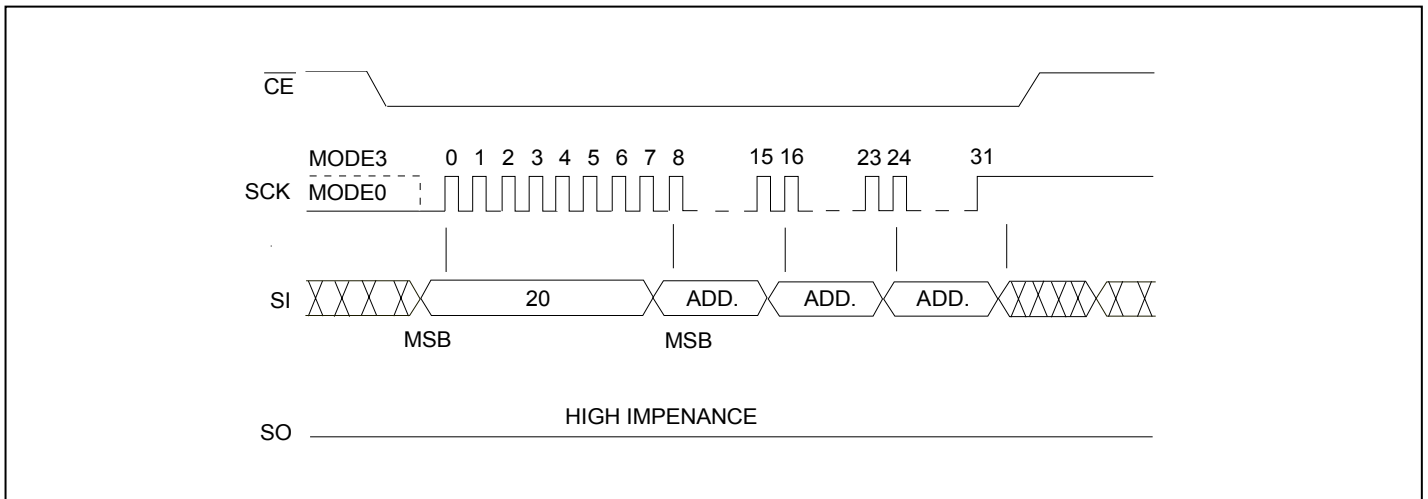 CE
MODE3 0 1 2 3 4 5 6 7 8 15 16 23 24 31
SCK MODE0
SI 20 ADD. ADD. ADD.
MSB MSB
HIGH IMPENANCE
SO